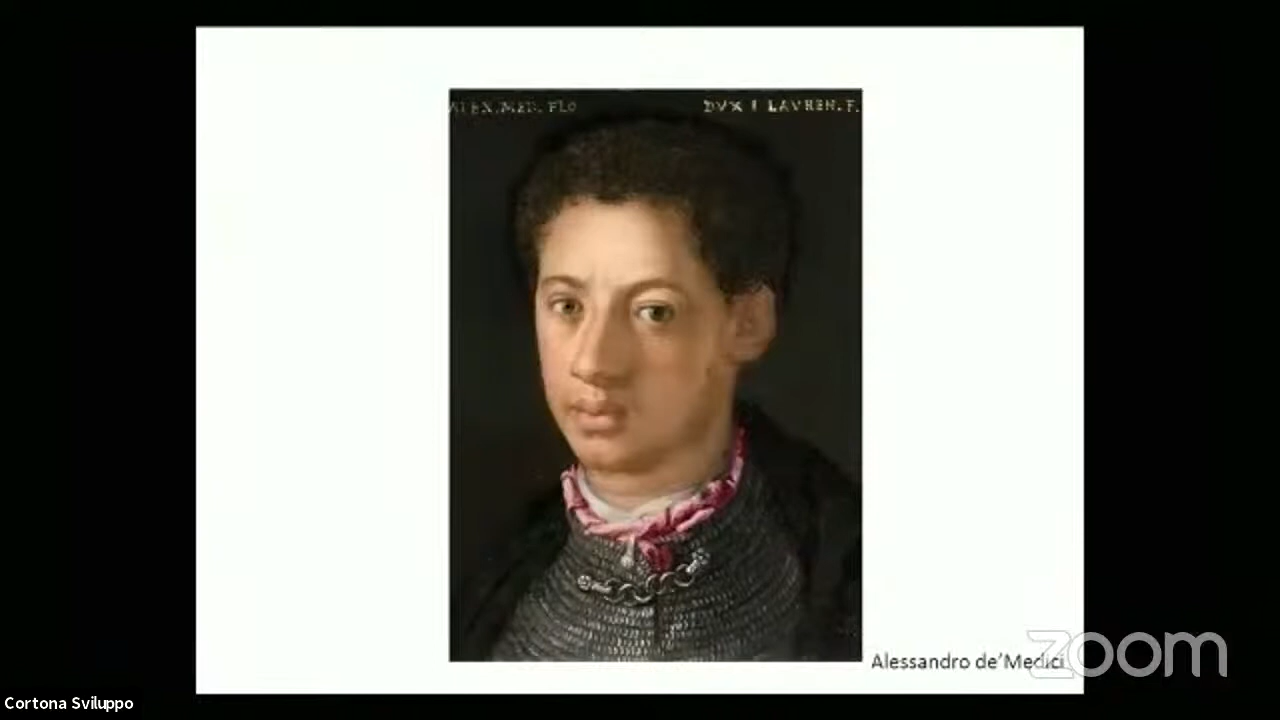 ALEX.MED. FLO DVX I LAVREN.F.
Alessandro de'Medici
zoom
Cortona Sviluppo